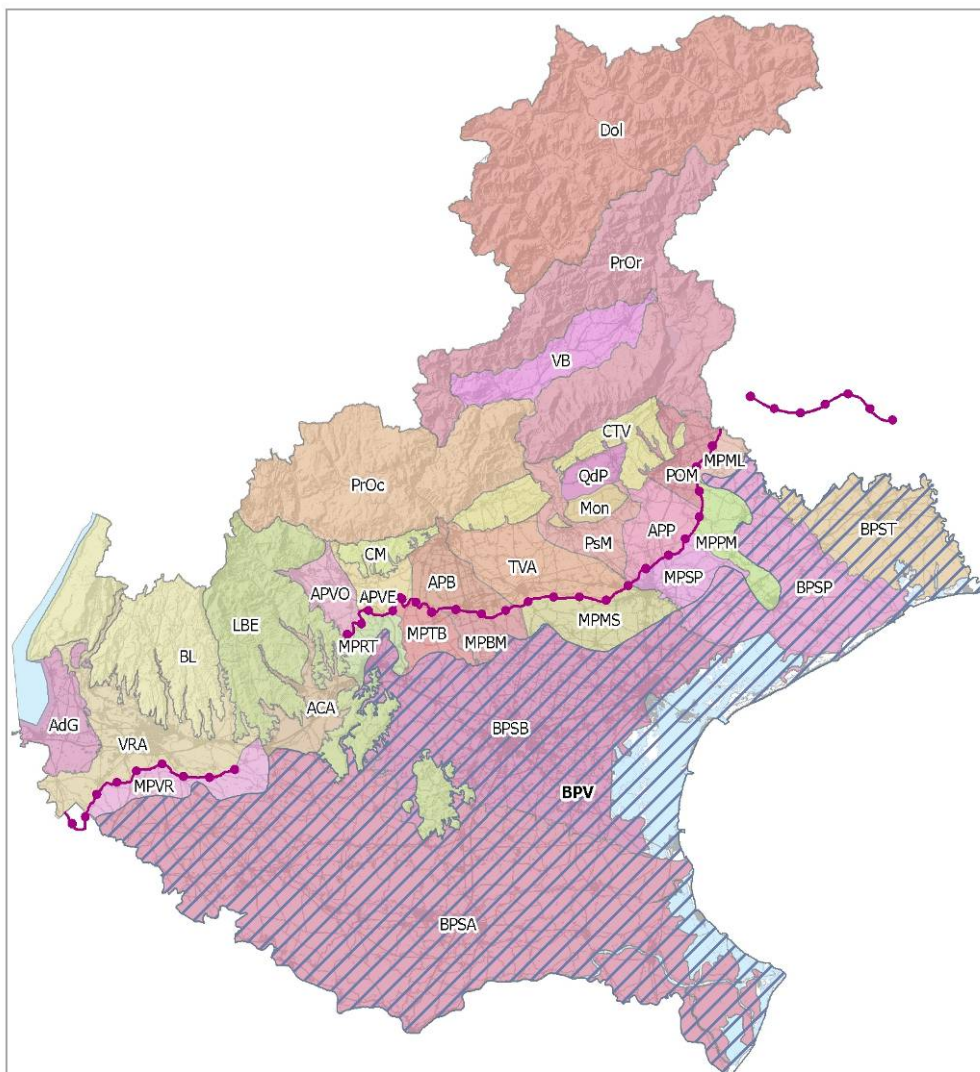 Dol
PrOr
VB
CTV
QdP
POM
MPML
PrOc
Mon
BPST
APP
PsM
MPPM
CM
TVA
APB
MPSP
BPSP
APVO
APVE
LBE
MPMS
MPTB
MPRT
MPBM
BL
ACA
AdG
BPSB
VRA
MPVR
BPV
BPSA